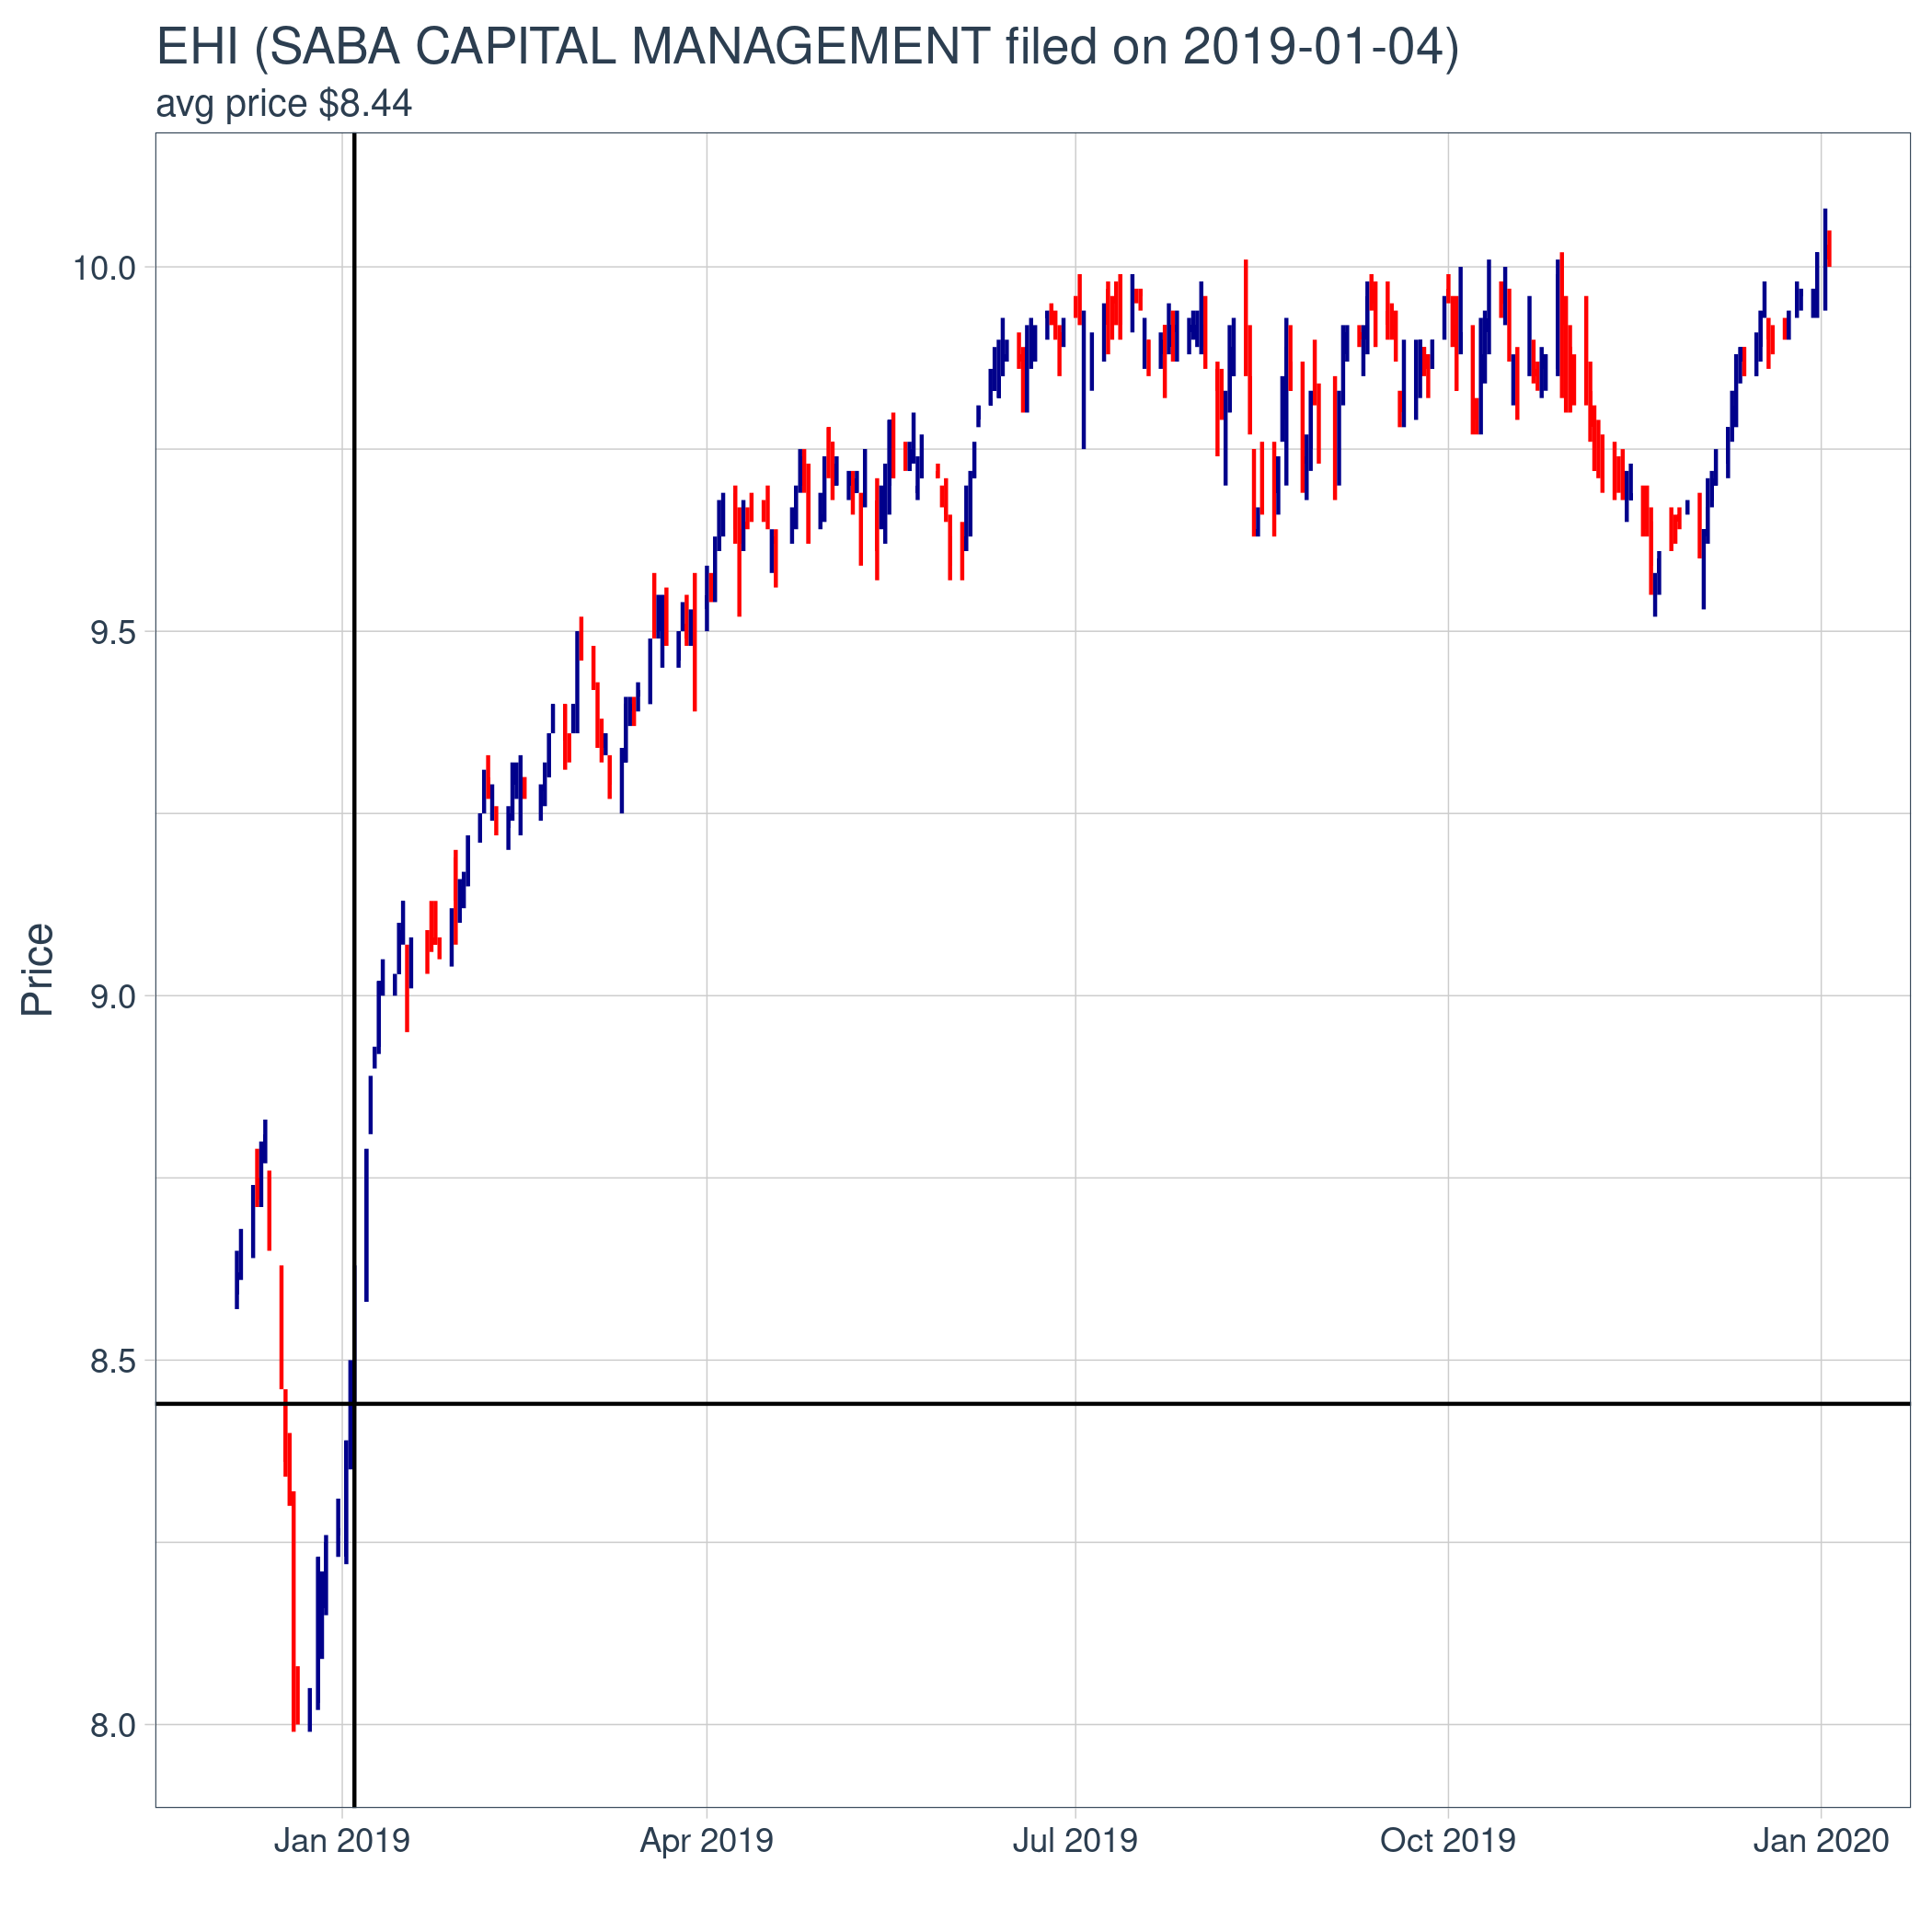 EHI (SABA CAPITAL MANAGEMENT filed on 2019-01-04)
avg price $8.44
Price
10.0
9.5
9.0
8.5
8.0
Jan 2019
Apr 2019
Jul 2019
Oct 2019
Jan 2020